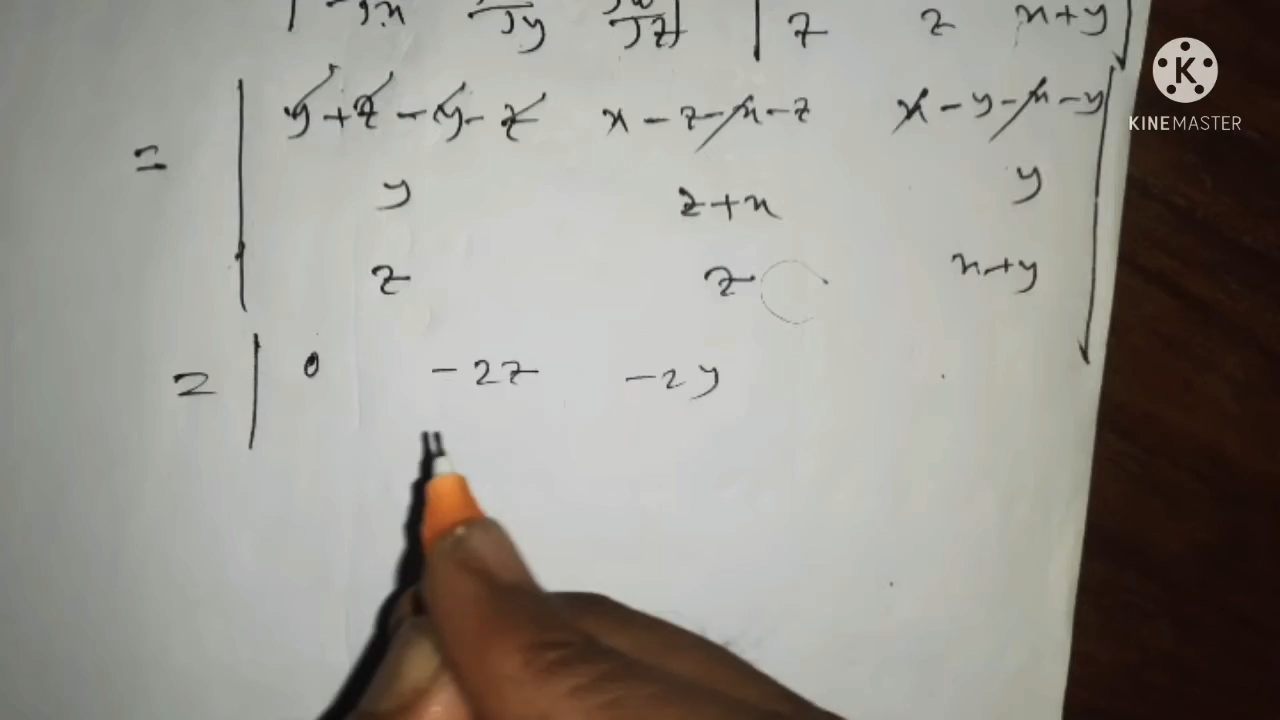 z z x+y
= y+z-y-z x-z-x-z x-y-x-y
y z+x y
z z x+y
= 0 -2z -2y
K
KINEMASTER